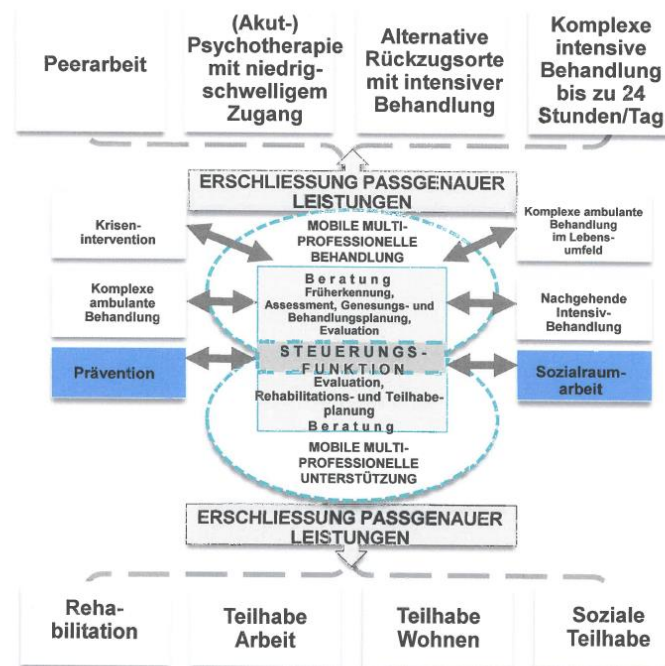 Peerarbeit
(Akut-)
Psychotherapie
mit niedrig-
schwelligem
Zugang
Alternative
Rückzugsorte
mit intensiver
Behandlung
Komplexe
intensive
Behandlung
bis zu 24
Stunden/Tag
ERSCHLIESSUNG PASSGENAUER
LEISTUNGEN
Krisen-
intervention
MOBILE MULTI-
PROFESSIONELLE
BEHANDLUNG
Komplexe ambulante
Behandlung
im Lebens-
umfeld
Komplexe
ambulante
Behandlung
Beratung
Früherkennung,
Assessment, Genesungs- und
Behandlungsplanung,
Evaluation
Nachgehende
Intensiv-
Behandlung
Prävention
STEUERUNGS-
FUNKTION
Sozialraum-
arbeit
Evaluation,
Rehabilitations- und Teilhabe-
planung
Beratung
MOBILE MULTI-
PROFESSIONELLE
UNTERSTÜTZUNG
ERSCHLIESSUNG PASSGENAUER
LEISTUNGEN
Reha-
bilitation
Teilhabe
Arbeit
Teilhabe
Wohnen
Soziale
Teilhabe